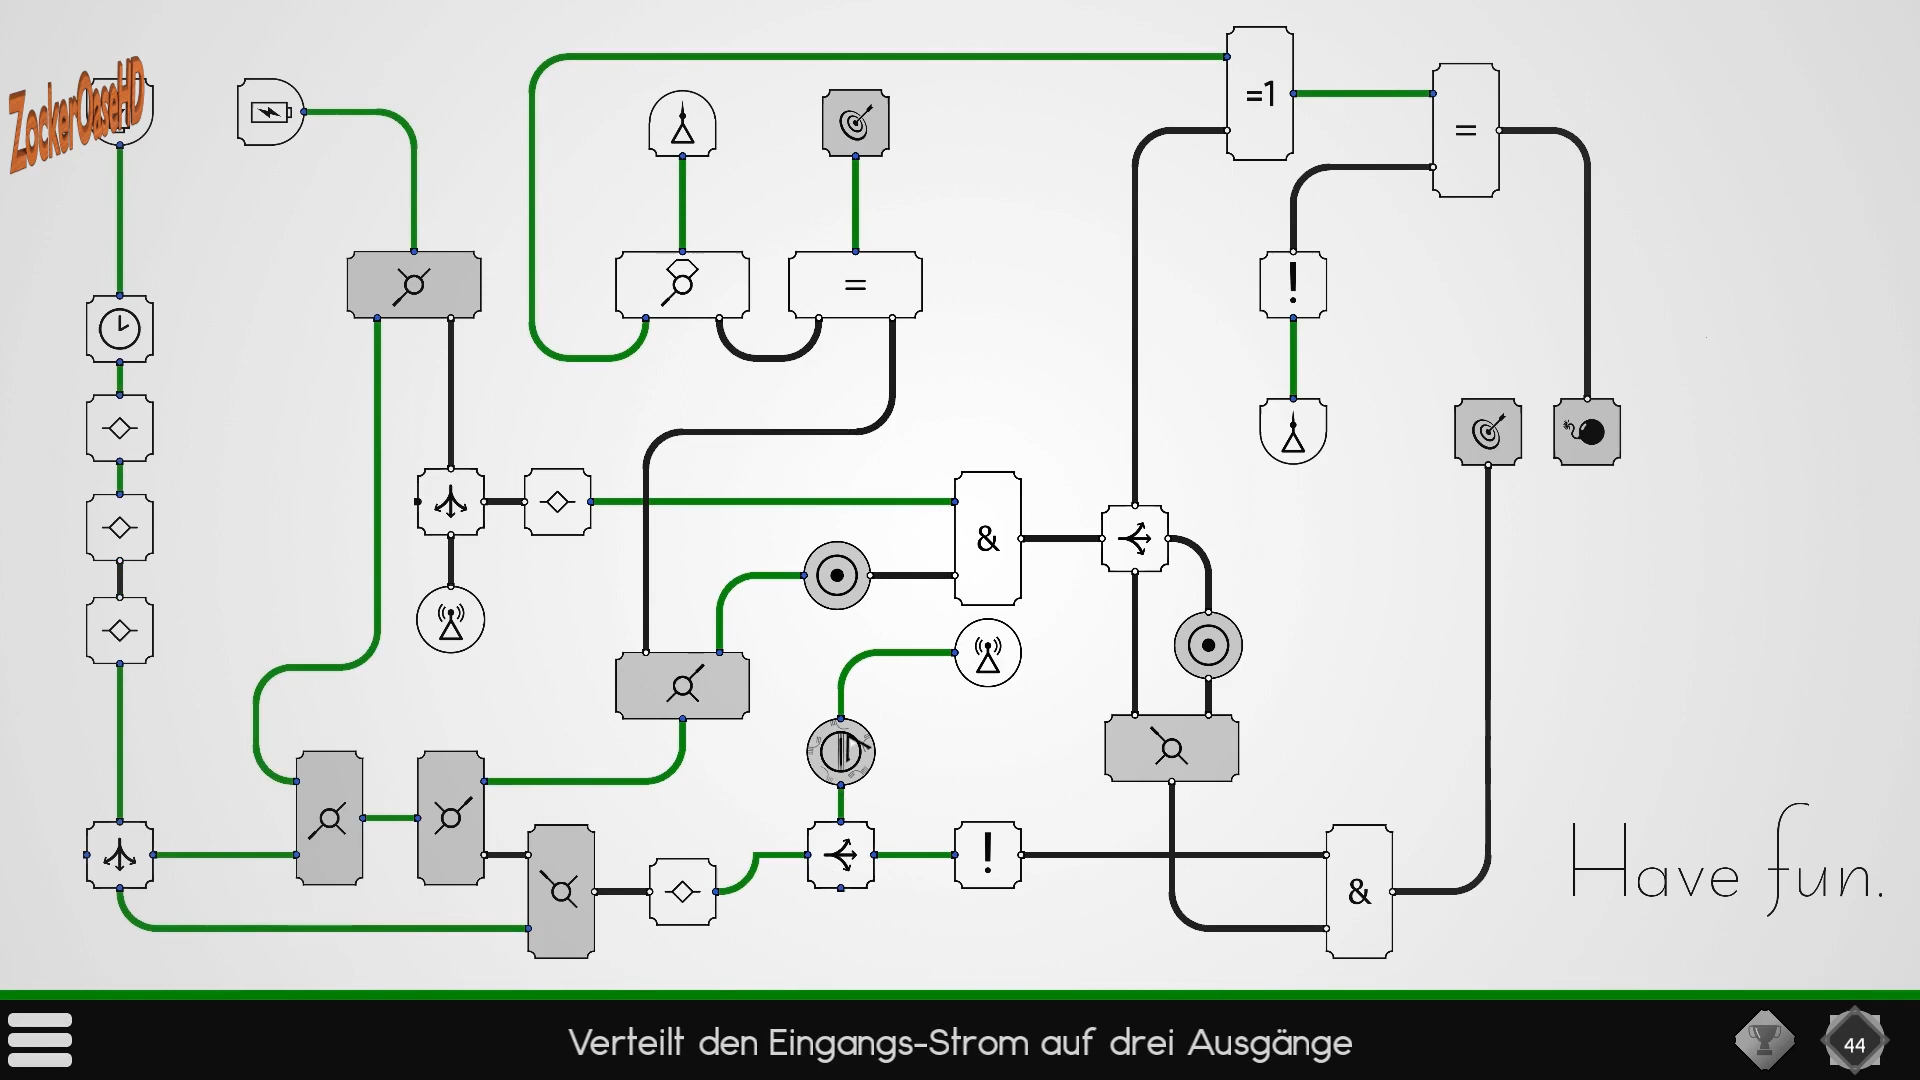 ZockerOaseHD
=1
=
=
!
&
!
&
Have fun.
Verteilt den Eingangs-Strom auf drei Ausgänge
44